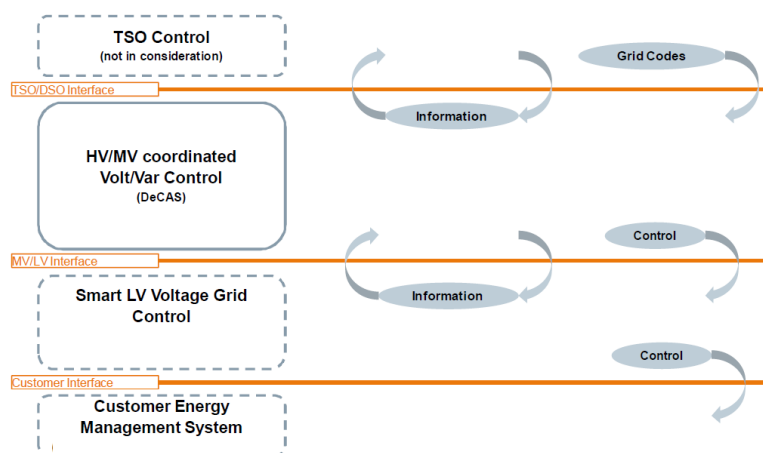 TSO Control
(not in consideration)
Grid Codes
TSO/DSO Interface
Information
HV/MV coordinated
Volt/Var Control
(DeCAS)
Control
MV/LV Interface
Information
Smart LV Voltage Grid
Control
Control
Customer Interface
Customer Energy
Management System